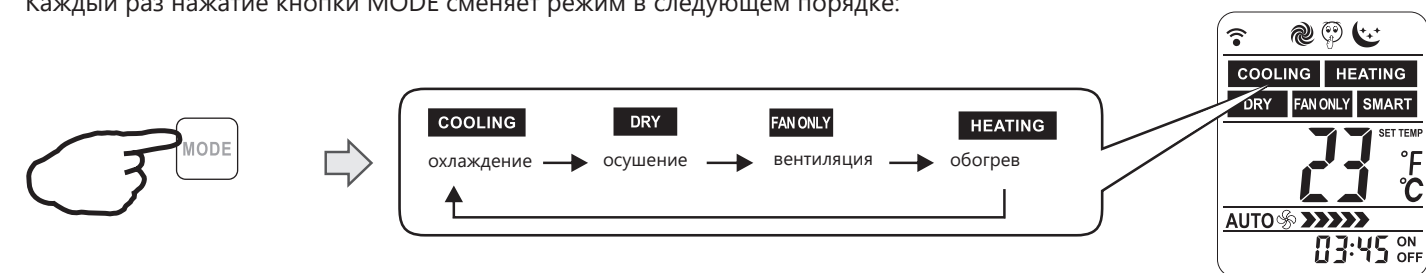 Каждый раз нажатие кнопки MODE сменяет режим в следующем порядке:
MODE
COOLING DRY FAN ONLY HEATING
охлаждение осушение вентиляция обогрев
COOLING HEATING
DRY FAN ONLY SMART
23 SET TEMP
°F
°C
AUTO
03:45 ON
OFF